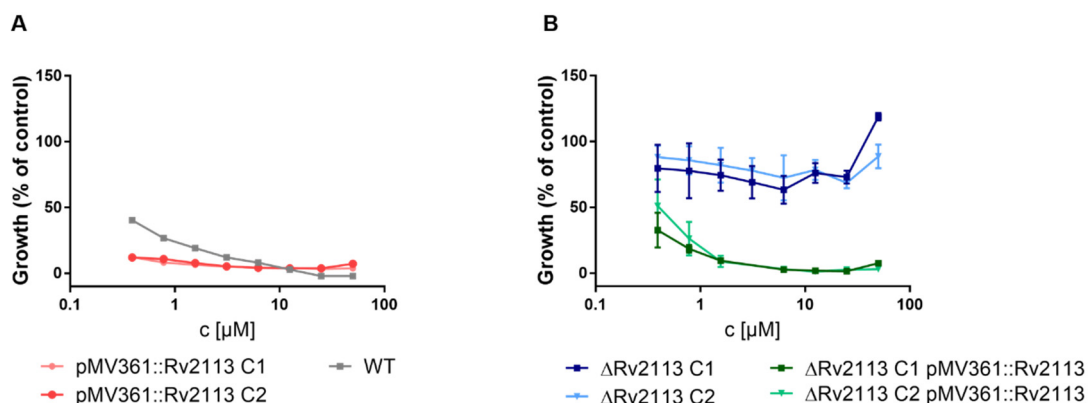 A
Growth (% of control)
150
100
50
0
0.1
1
10
100
c [µM]
pMV361::Rv2113 C1
WT
pMV361::Rv2113 C2
B
Growth (% of control)
150
100
50
0
0.1
1
10
100
c [µM]
ΔRv2113 C1
ΔRv2113 C1 pMV361::Rv2113
ΔRv2113 C2
ΔRv2113 C2 pMV361::Rv2113